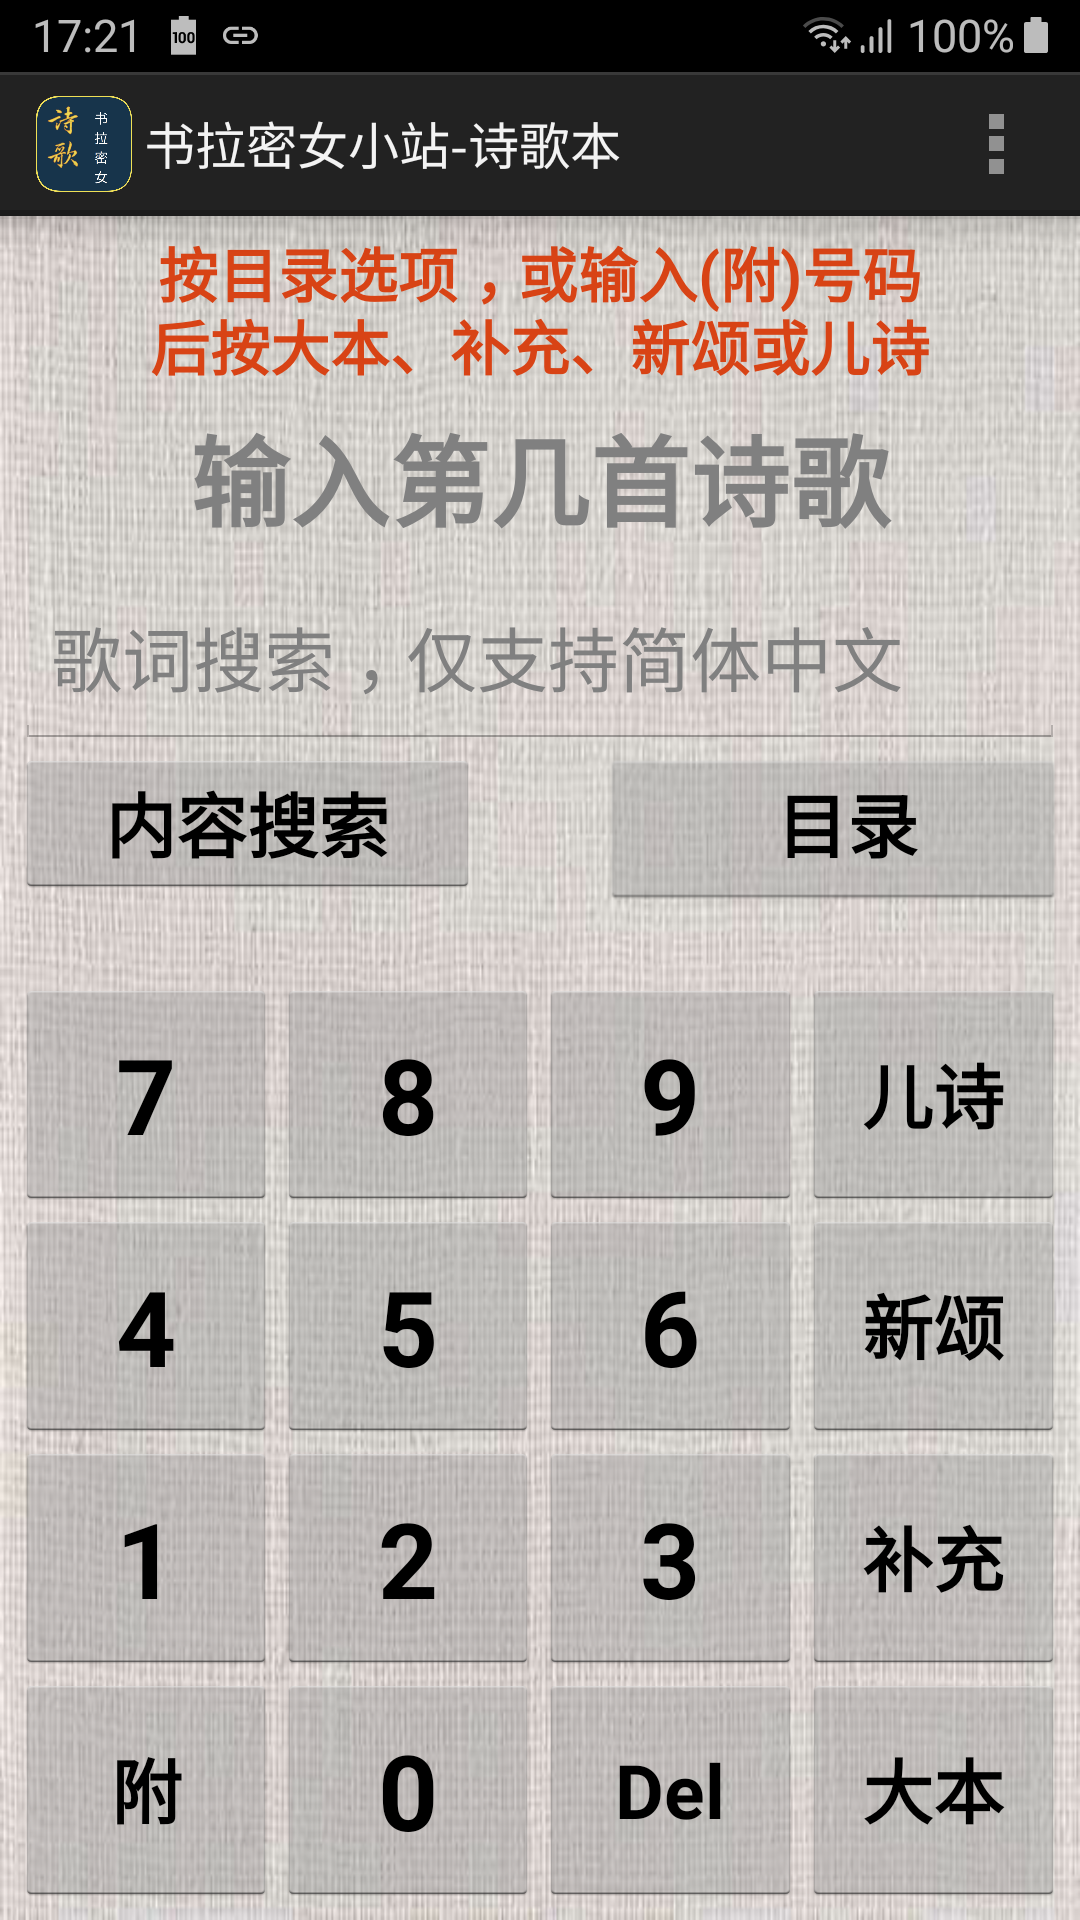 17:21
100
100%
诗歌
书拉密女
书拉密女小站-诗歌本
按目录选项，或输入(附)号码
后按大本、补充、新颂或儿诗
输入第几首诗歌
歌词搜索，仅支持简体中文
内容搜索 目录
7 8 9 儿诗
4 5 6 新颂
1 2 3 补充
附 0 Del 大本